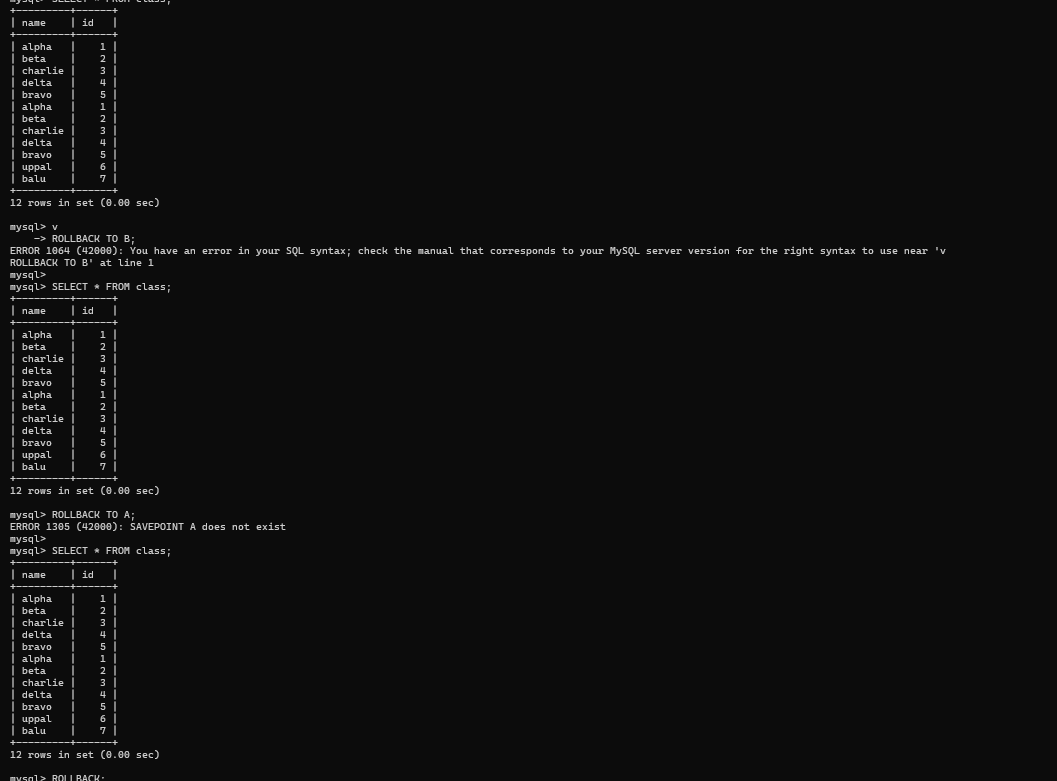 mysql> SELECT * FROM class;
+---------+------+
| name    | id   |
+---------+------+
| alpha   |    1 |
| beta    |    2 |
| charlie |    3 |
| delta   |    4 |
| bravo   |    5 |
| alpha   |    1 |
| beta    |    2 |
| charlie |    3 |
| delta   |    4 |
| bravo   |    5 |
| uppal   |    6 |
| balu    |    7 |
+---------+------+
12 rows in set (0.00 sec)

mysql> v
    -> ROLLBACK TO B;
ERROR 1064 (42000): You have an error in your SQL syntax; check the manual that corresponds to your MySQL server version for the right syntax to use near 'v
ROLLBACK TO B' at line 1
mysql>
mysql> SELECT * FROM class;
+---------+------+
| name    | id   |
+---------+------+
| alpha   |    1 |
| beta    |    2 |
| charlie |    3 |
| delta   |    4 |
| bravo   |    5 |
| alpha   |    1 |
| beta    |    2 |
| charlie |    3 |
| delta   |    4 |
| bravo   |    5 |
| uppal   |    6 |
| balu    |    7 |
+---------+------+
12 rows in set (0.00 sec)

mysql> ROLLBACK TO A;
ERROR 1305 (42000): SAVEPOINT A does not exist
mysql>
mysql> SELECT * FROM class;
+---------+------+
| name    | id   |
+---------+------+
| alpha   |    1 |
| beta    |    2 |
| charlie |    3 |
| delta   |    4 |
| bravo   |    5 |
| alpha   |    1 |
| beta    |    2 |
| charlie |    3 |
| delta   |    4 |
| bravo   |    5 |
| uppal   |    6 |
| balu    |    7 |
+---------+------+
12 rows in set (0.00 sec)

mysql> ROLLBACK;